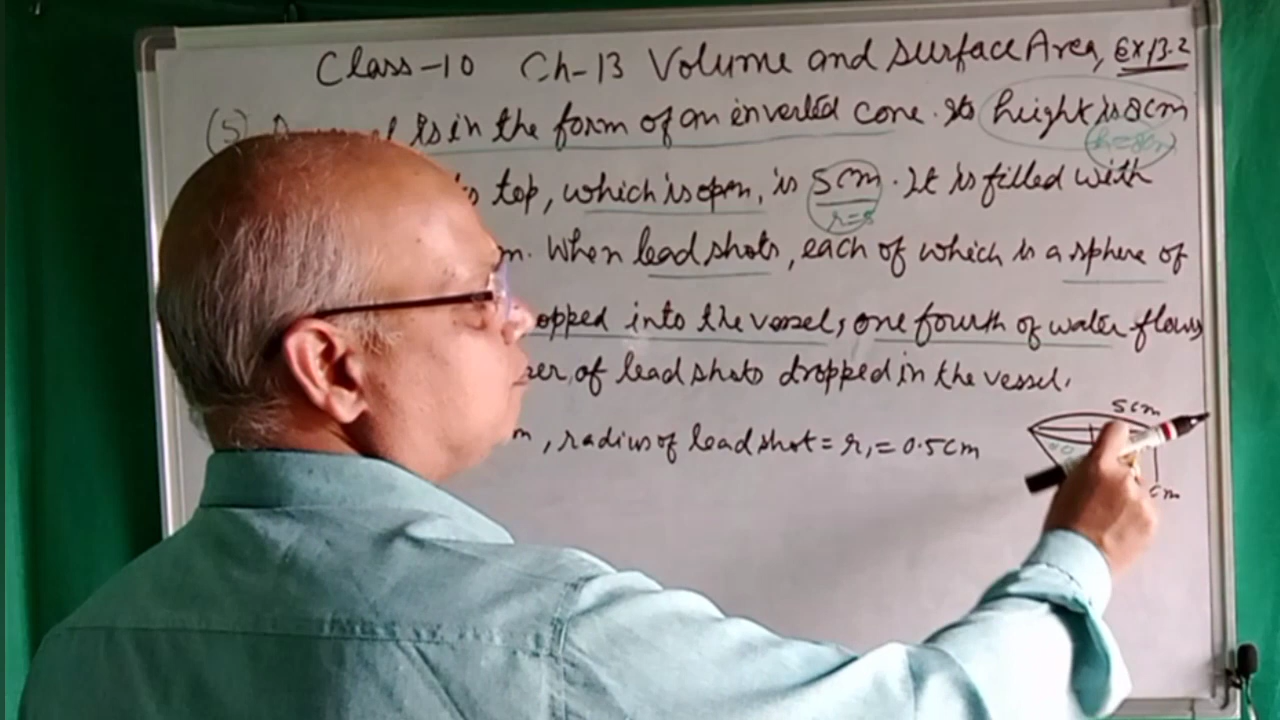 Class-10 Ch-13 Volume and surface Area, EX 13.2
(5) is in the form of an inverted cone. Its height is 8cm
h=8cm
top, which is open, is 5cm. It is filled with
r=5
When lead shots, each of which is a sphere of
opped into the vessel, one fourth of water flows
of lead shots dropped in the vessel.
5cm
, radius of lead shot = r₁ = 0.5cm
cm